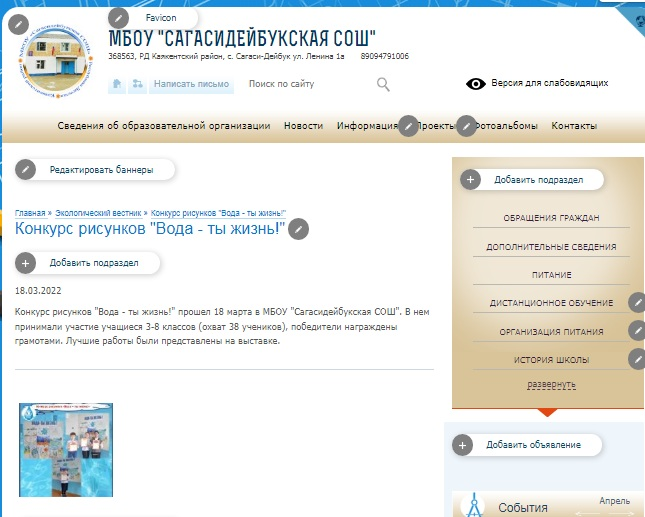 Favicon
МБОУ "САГАСИДЕЙБУКСКАЯ СОШ"
368563, РД Каякентский район, с. Сагаси-Дейбук ул. Ленина 1а 89094791006
Написать письмо
Поиск по сайту
Версия для слабовидящих
Сведения об образовательной организации Новости Информация Проекты Фотоальбомы Контакты
Редактировать баннеры
Главная » Экологический вестник » Конкурс рисунков "Вода - ты жизнь!"
Конкурс рисунков "Вода - ты жизнь!"
Добавить подраздел
18.03.2022
Конкурс рисунков "Вода - ты жизнь!" прошел 18 марта в МБОУ "Сагасидейбукская СОШ". В нем
принимали участие учащиеся 3-8 классов (охват 38 учеников), победители награждены
грамотами. Лучшие работы были представлены на выставке.
Добавить подраздел
ОБРАЩЕНИЯ ГРАЖДАН
ДОПОЛНИТЕЛЬНЫЕ СВЕДЕНИЯ
ПИТАНИЕ
ДИСТАНЦИОННОЕ ОБУЧЕНИЕ
ОРГАНИЗАЦИЯ ПИТАНИЯ
ИСТОРИЯ ШКОЛЫ
развернуть
Добавить объявление
События
Апрель